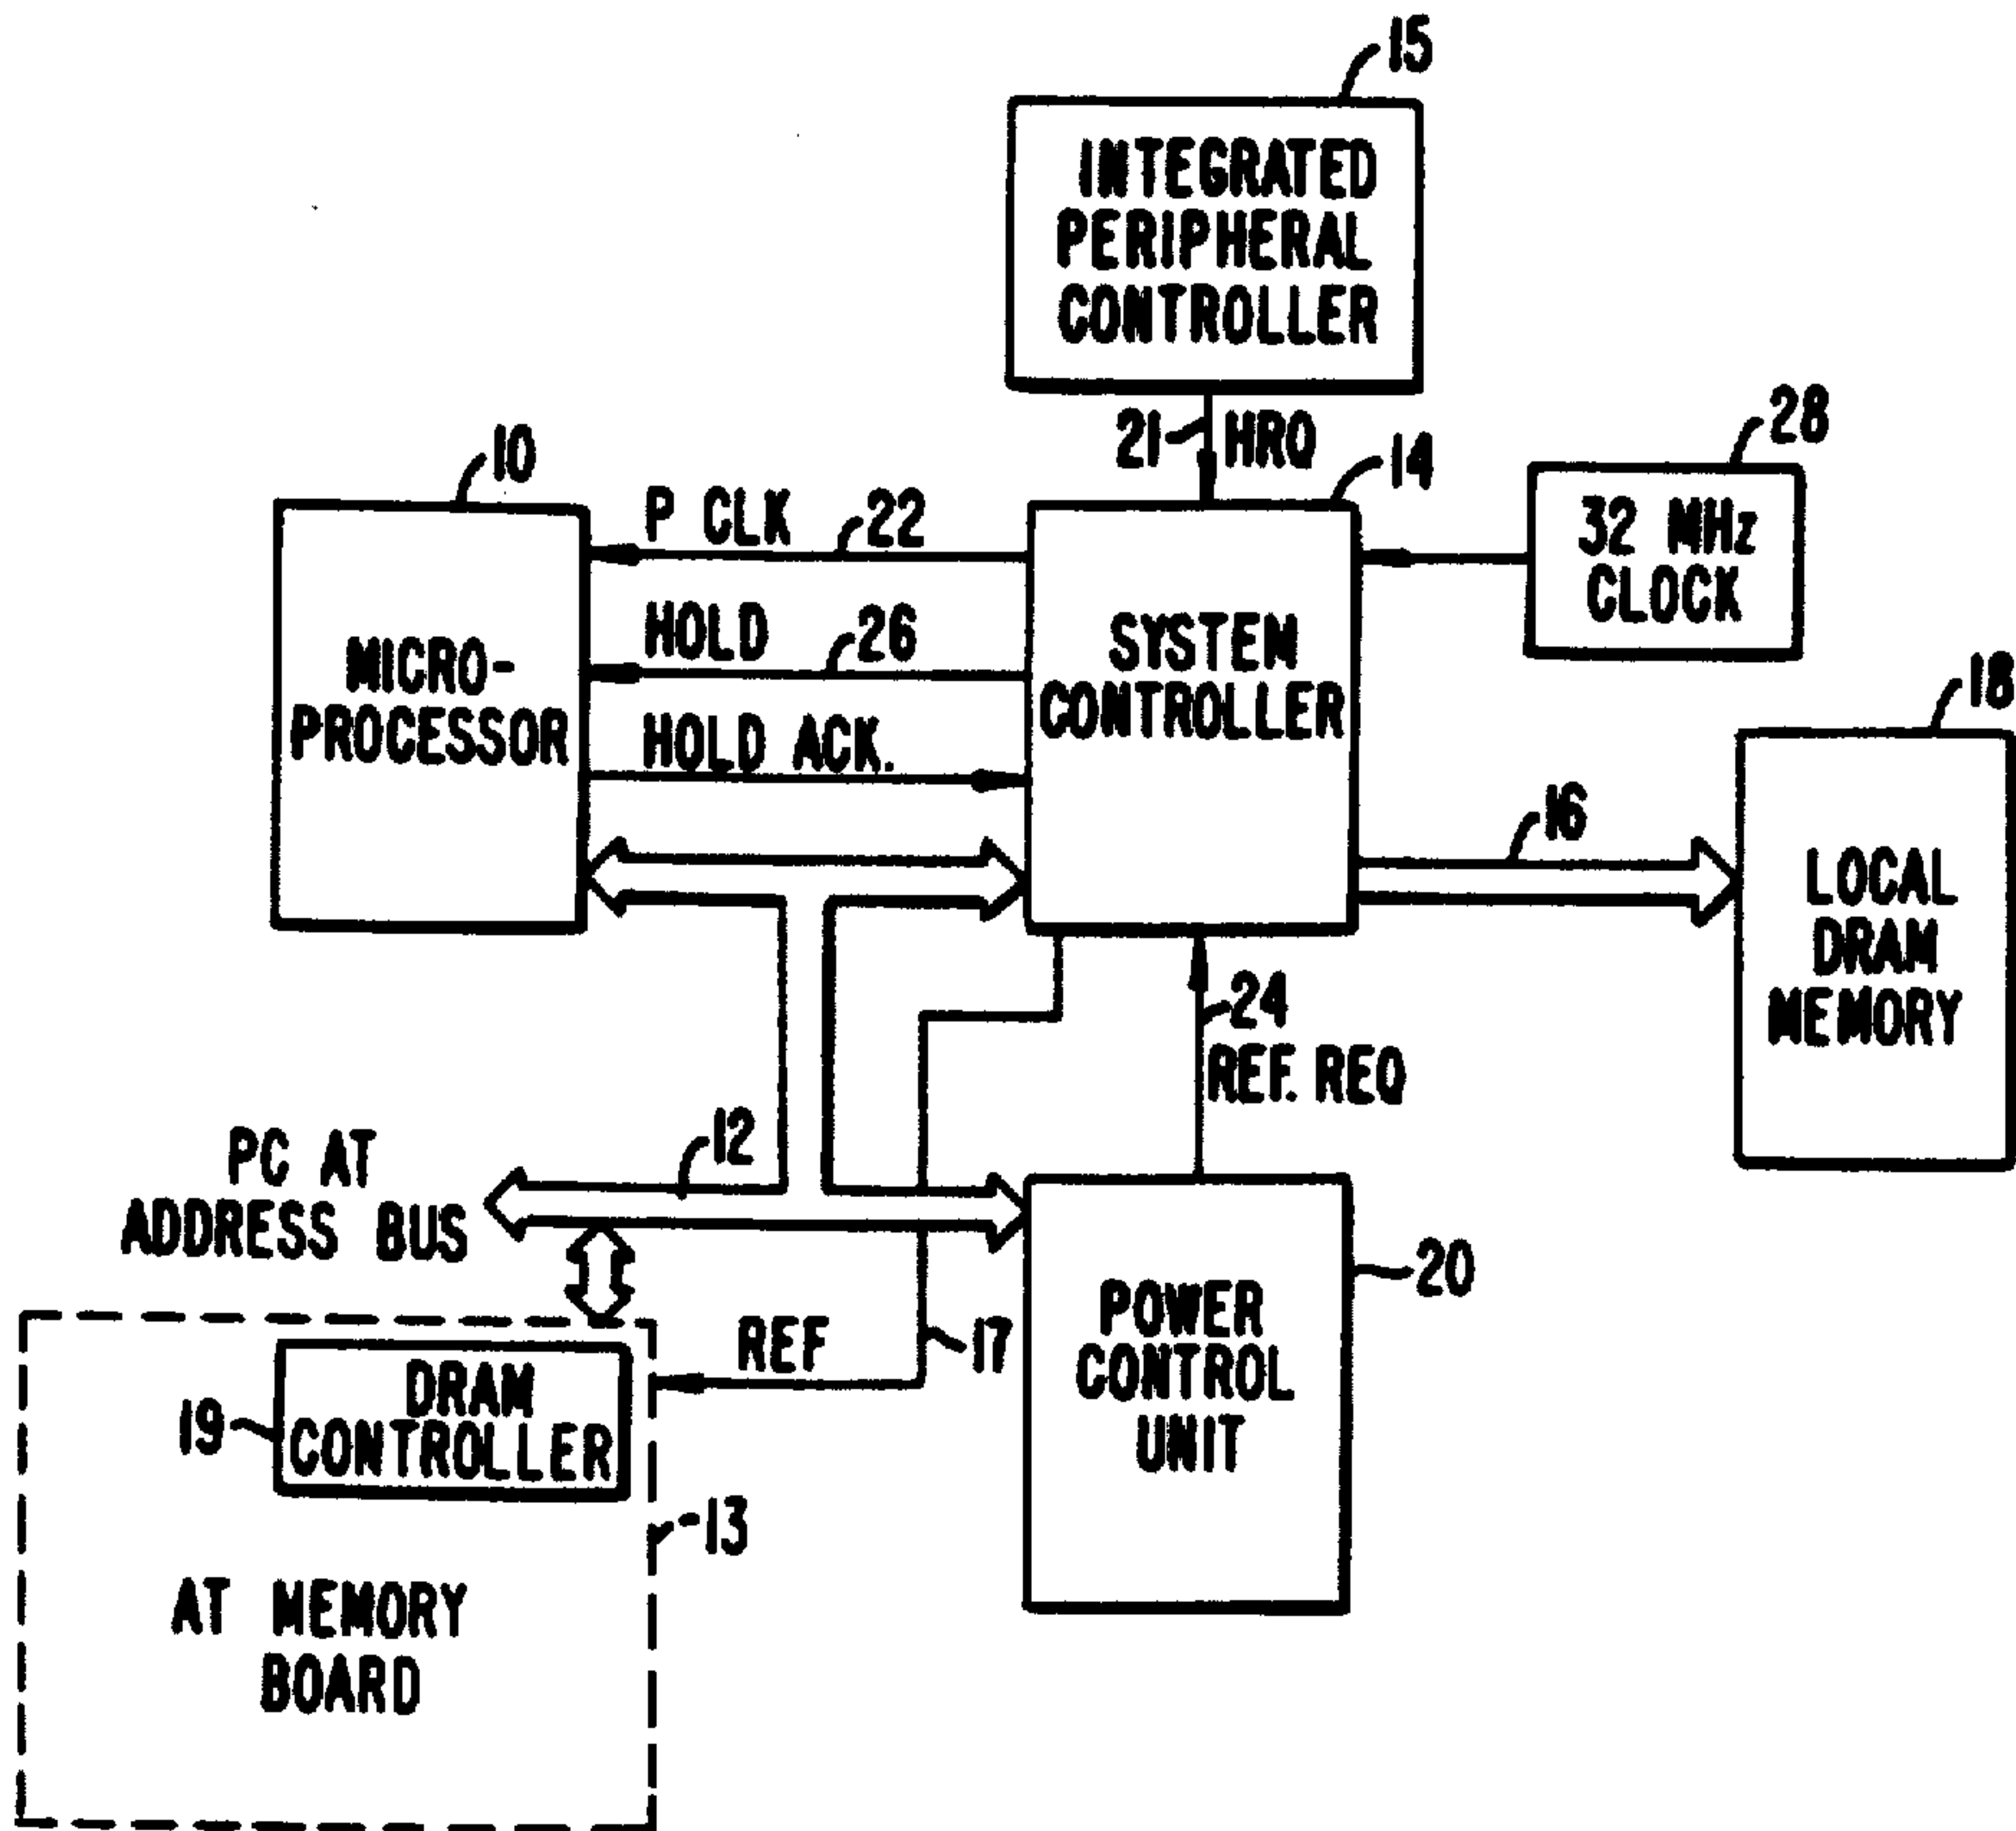 15
INTEGRATED
PERIPHERAL
CONTROLLER
21
HRQ
14
28
32 MHz
CLOCK
10
MICRO-
PROCESSOR
P CLK
22
HOLD
26
HOLD ACK.
SYSTEM
CONTROLLER
16
18
LOCAL
DRAM
MEMORY
24
REF. REQ
12
PC AT
ADDRESS BUS
20
POWER
CONTROL
UNIT
REF
17
19
DRAM
CONTROLLER
13
AT MEMORY
BOARD